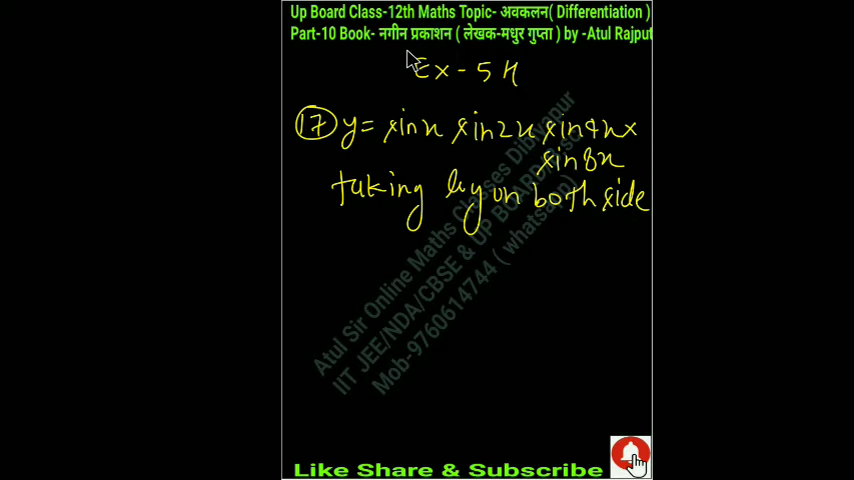 Up Board Class-12th Maths Topic- अवकलन( Differentiation )
Part-10 Book- नगीन प्रकाशन ( लेखक-मधुर गुप्ता ) by -Atul Rajput
Ex - 5 H
17 y= sinx sin2x sin4x x
sin8x
taking log on both side
Atul Sir Online Maths Classes Dibiyapur
IIT JEE/NDA/CBSE & UP BOARD/B.sc
Mob-9760614744 ( whatsapp)
Like Share & Subscribe